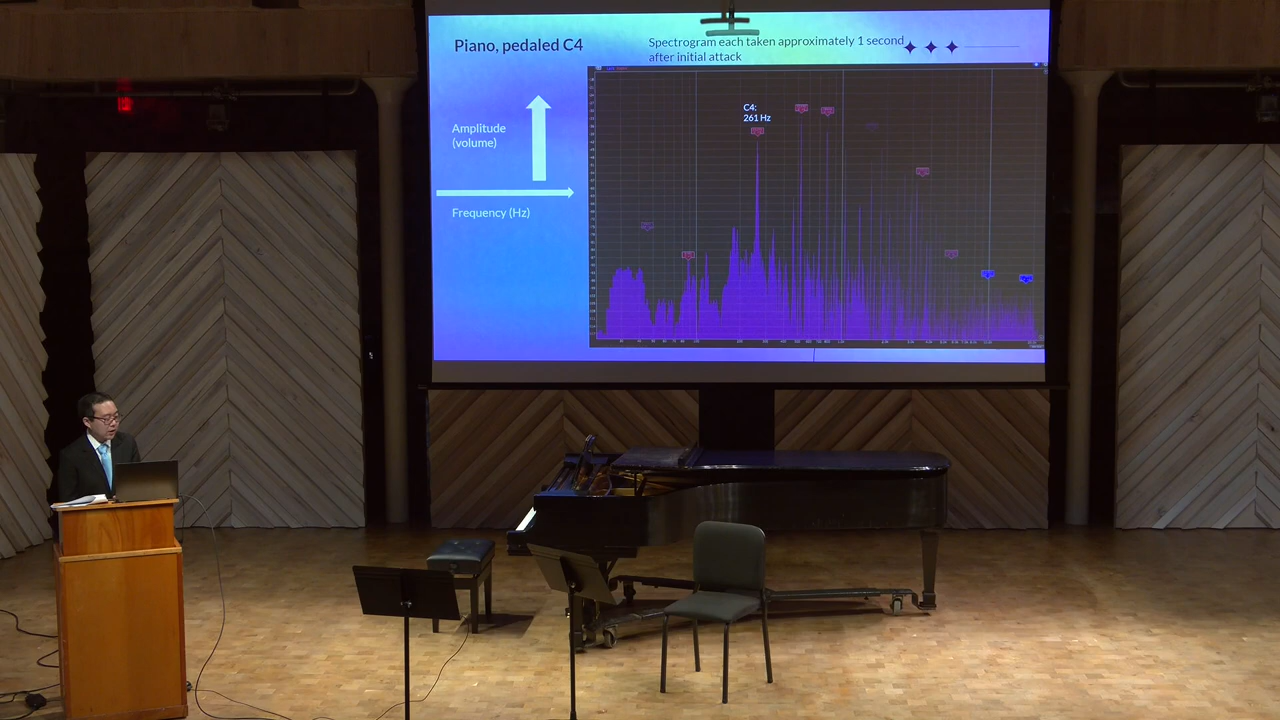 Piano, pedaled C4
Spectrogram each taken approximately 1 second
after initial attack
Amplitude
(volume)
Frequency (Hz)
C4;
261 Hz